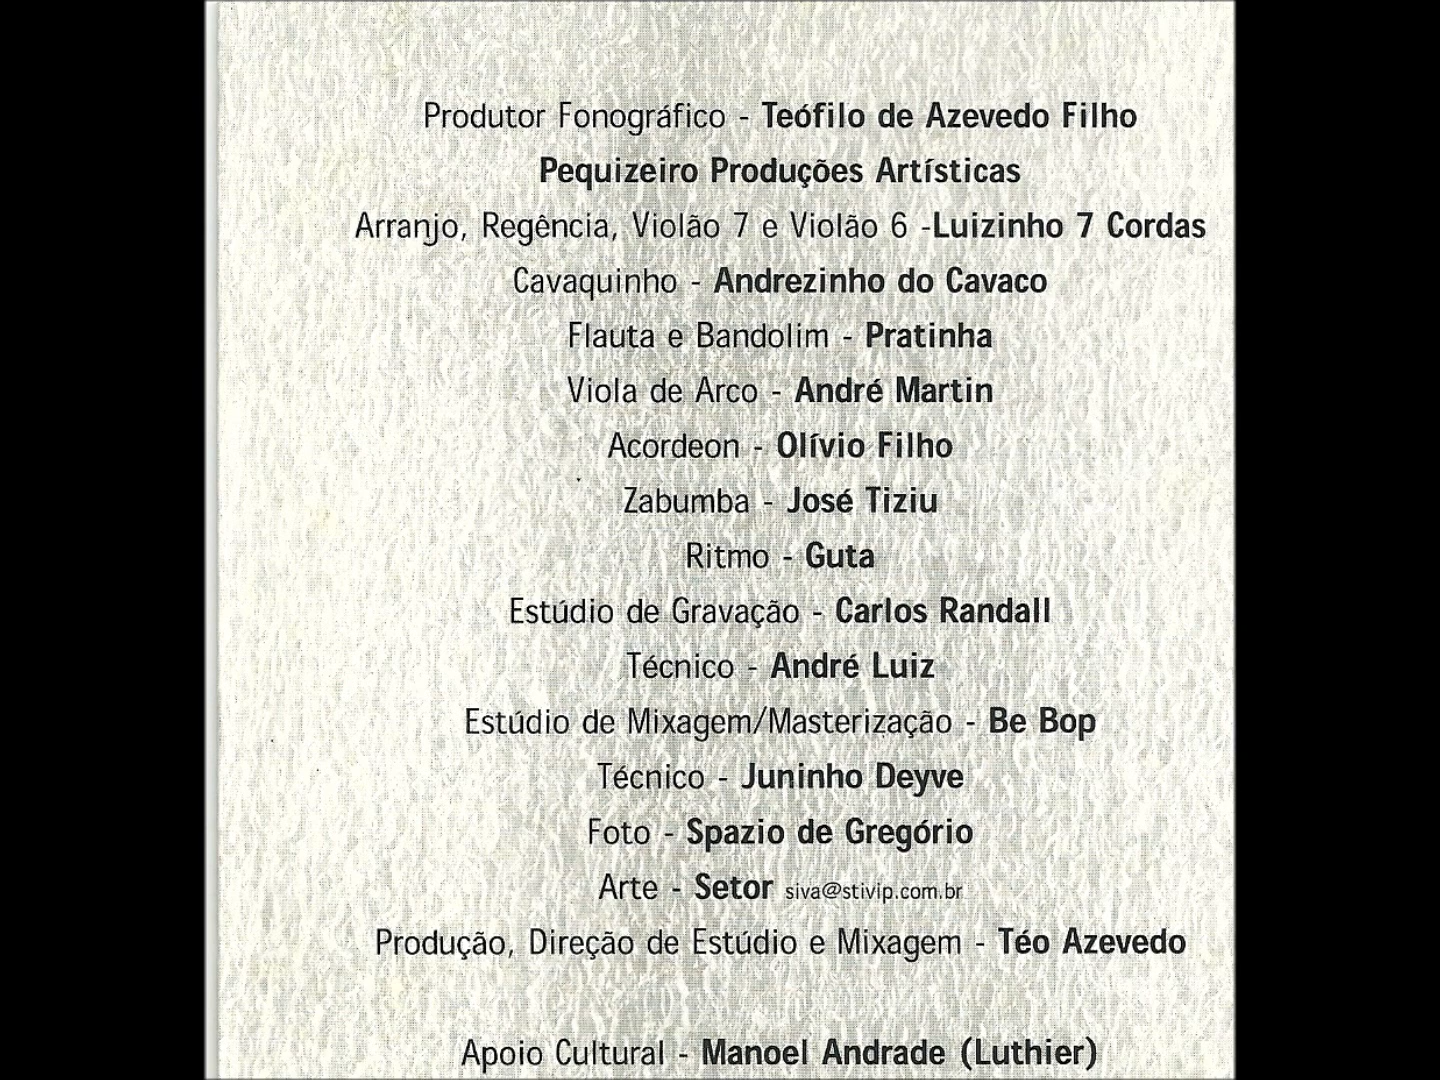 Produtor Fonográfico - Teófilo de Azevedo Filho
Pequizeiro Produções Artísticas
Arranjo, Regência, Violão 7 e Violão 6 -Luizinho 7 Cordas
Cavaquinho - Andrezinho do Cavaco
Flauta e Bandolim - Pratinha
Viola de Arco - André Martin
Acordeon - Olívio Filho
Zabumba - José Tiziu
Ritmo - Guta
Estúdio de Gravação - Carlos Randall
Técnico - André Luiz
Estúdio de Mixagem/Masterização - Be Bop
Técnico - Juninho Deyve
Foto - Spazio de Gregório
Arte - Setor siva@stivip.com.br
Produção, Direção de Estúdio e Mixagem - Téo Azevedo
Apoio Cultural - Manoel Andrade (Luthier)